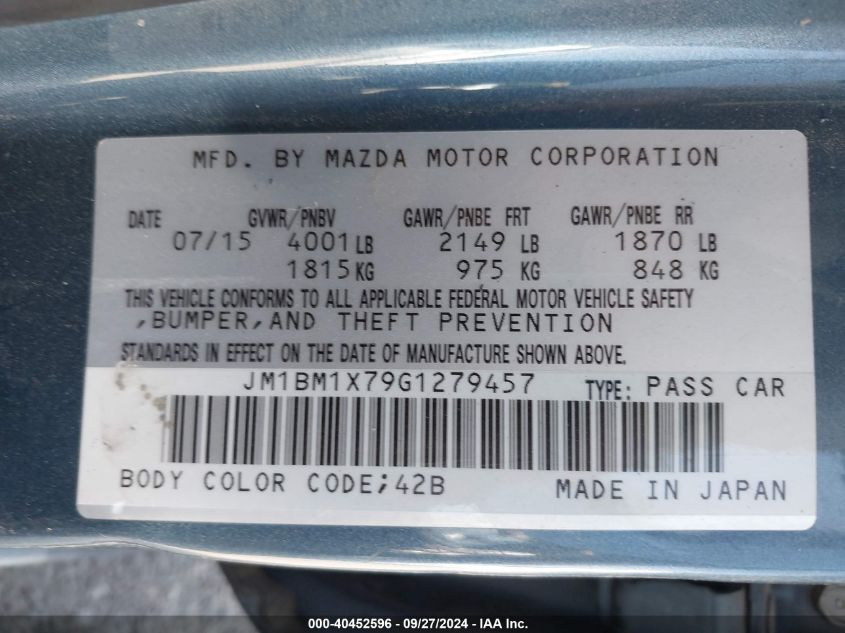 MFD. BY MAZDA MOTOR CORPORATION
DATE GVWR/PNBV GAWR/PNBE FRT GAWR/PNBE RR
07/15 4001LB 2149 LB 1870 LB
1815KG 975 KG 848 KG
THIS VEHICLE CONFORMS TO ALL APPLICABLE FEDERAL MOTOR VEHICLE SAFETY
,BUMPER,AND THEFT PREVENTION
STANDARDS IN EFFECT ON THE DATE OF MANUFACTURE SHOWN ABOVE.
JM1BM1X79G1279457 TYPE: PASS CAR
BODY COLOR CODE;42B MADE IN JAPAN
000-40452596 - 09/27/2024 - IAA